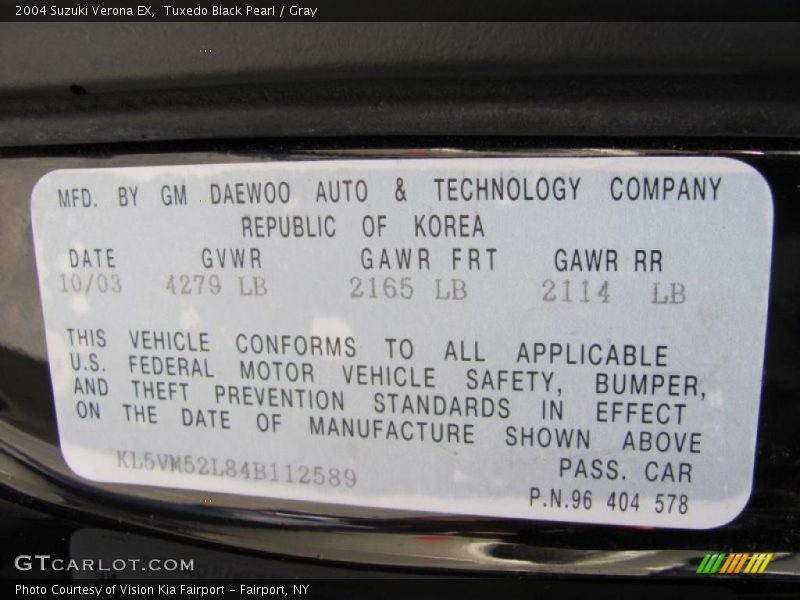 2004 Suzuki Verona EX, Tuxedo Black Pearl / Gray
MFD. BY GM DAEWOO AUTO & TECHNOLOGY COMPANY
REPUBLIC OF KOREA
DATE GVWR GAWR FRT GAWR RR
10/03 4279 LB 2165 LB 2114 LB
THIS VEHICLE CONFORMS TO ALL APPLICABLE
U.S. FEDERAL MOTOR VEHICLE SAFETY, BUMPER,
AND THEFT PREVENTION STANDARDS IN EFFECT
ON THE DATE OF MANUFACTURE SHOWN ABOVE
KL5VM52L84B112589 PASS. CAR
P.N.96 404 578
GTCARLOT.COM
Photo Courtesy of Vision Kia Fairport - Fairport, NY